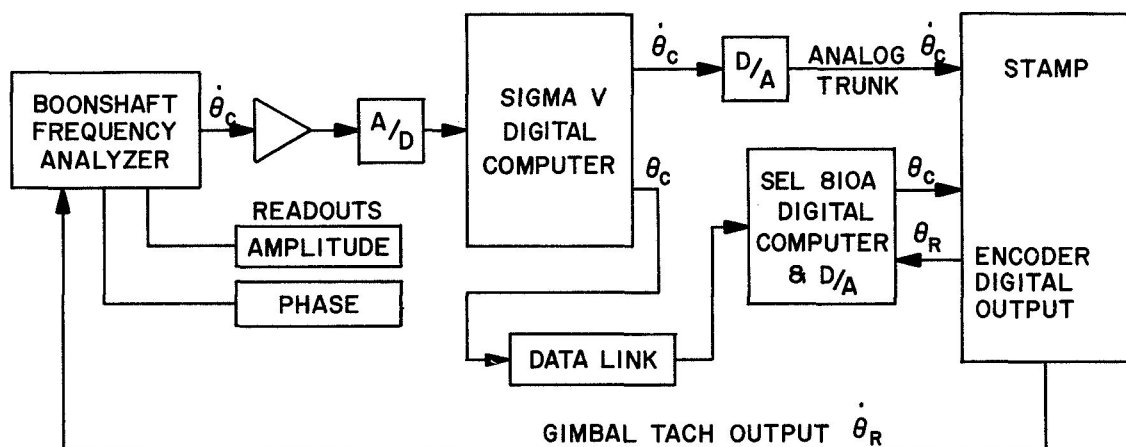 BOONSHAFT
FREQUENCY
ANALYZER
θ̇C
A/D
SIGMA V
DIGITAL
COMPUTER
θ̇C
D/A
ANALOG
TRUNK
θ̇C
STAMP
READOUTS
AMPLITUDE
PHASE
θC
DATA LINK
SEL 810A
DIGITAL
COMPUTER
& D/A
θC
θR
ENCODER
DIGITAL
OUTPUT
GIMBAL TACH OUTPUT θ̇R